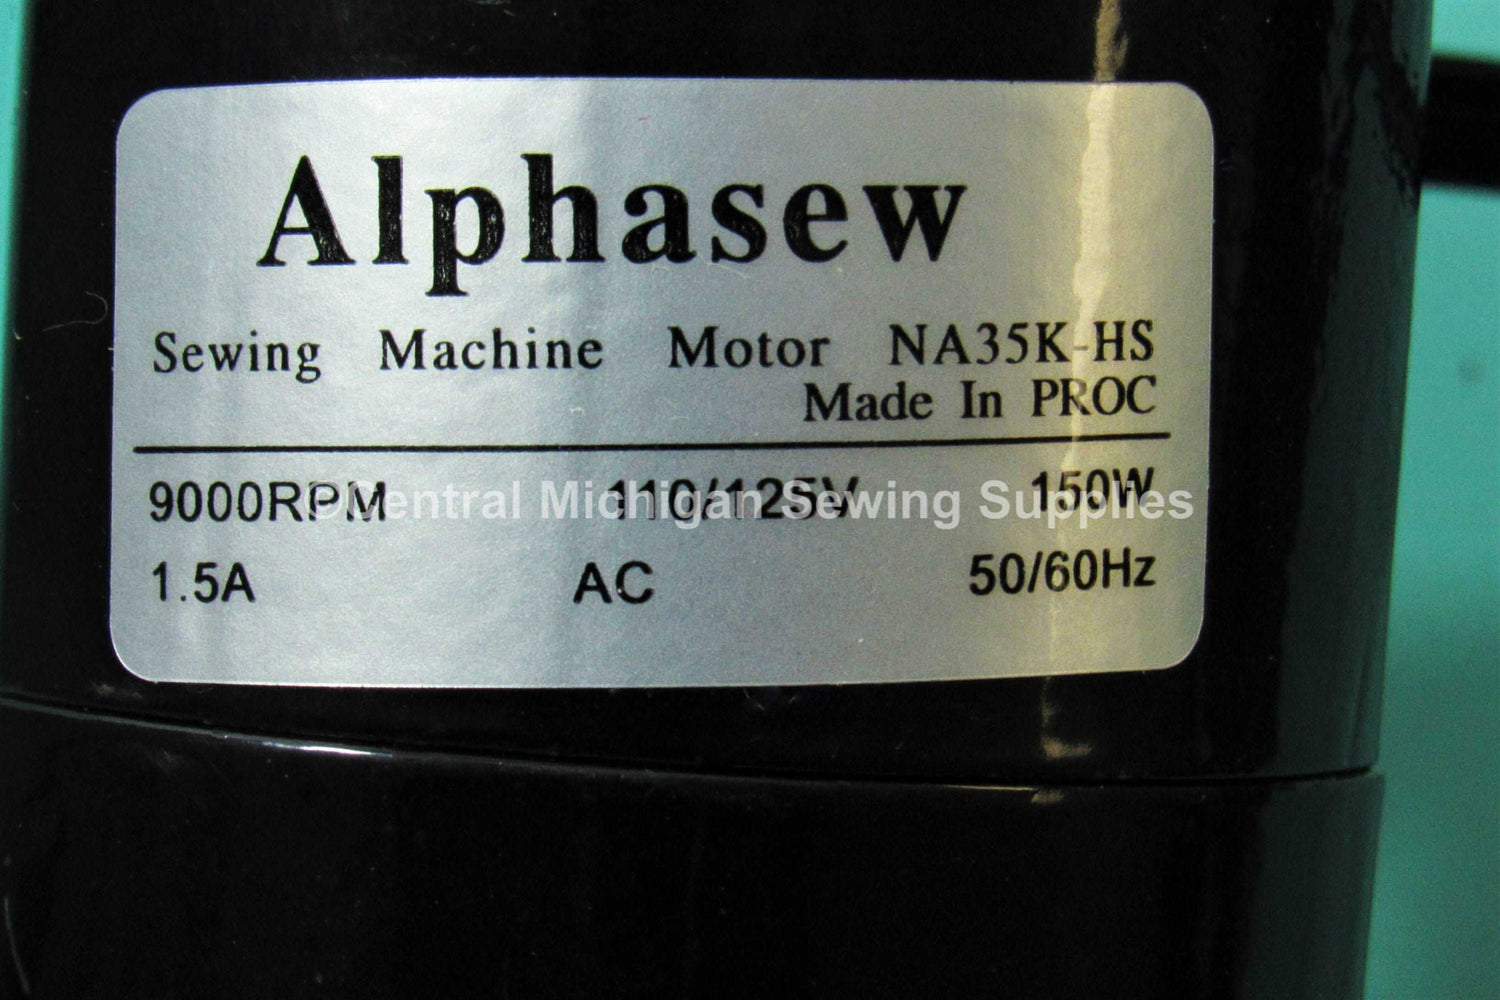 Alphasew
Sewing Machine Motor NA35K-HS
Made In PROC
9000RPM 110/125V 150W
©Central Michigan Sewing Supplies
1.5A AC 50/60Hz